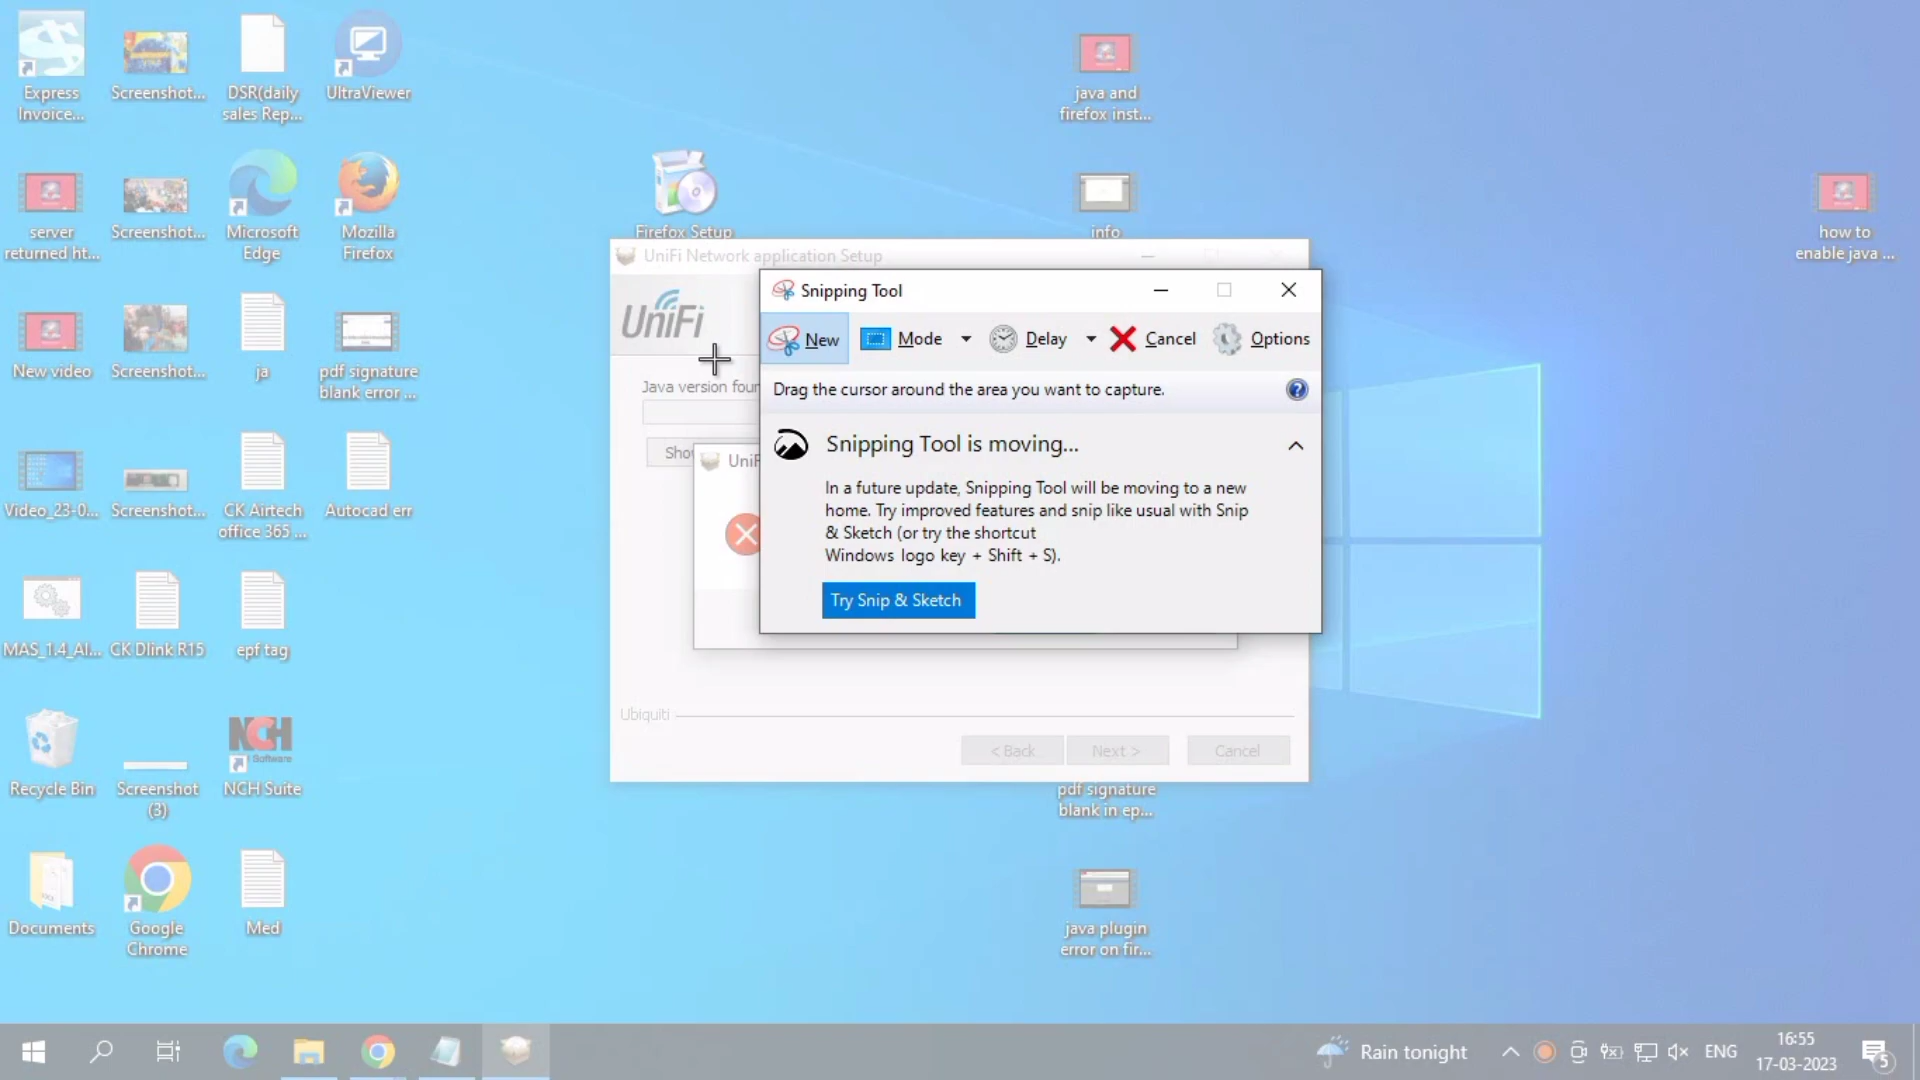 Express
Invoice...
Screenshot...
DSR(daily
sales Rep...
UltraViewer
java and
firefox inst...
server
returned ht...
Screenshot...
Microsoft
Edge
Mozilla
Firefox
Firefox Setup
info
how to
enable java ...
New video
Screenshot...
ja
pdf signature
blank error ...
Video_23-0...
Screenshot...
CK Airtech
office 365 ...
Autocad err
MAS_1.4_AI...
CK Dlink R15
epf tag
Recycle Bin
Screenshot
(3)
NCH
Software
NCH Suite
Documents
Google
Chrome
Med
pdf signature
blank in ep...
java plugin
error on fir...
UniFi Network application Setup
UniFi
Java version foun
Sho
UniF
Ubiquiti
< Back
Next >
Cancel
Snipping Tool
New
Mode
Delay
Cancel
Options
Drag the cursor around the area you want to capture.
Snipping Tool is moving...
In a future update, Snipping Tool will be moving to a new
home. Try improved features and snip like usual with Snip
& Sketch (or try the shortcut
Windows logo key + Shift + S).
Try Snip & Sketch
Rain tonight
ENG
16:55
17-03-2023
5